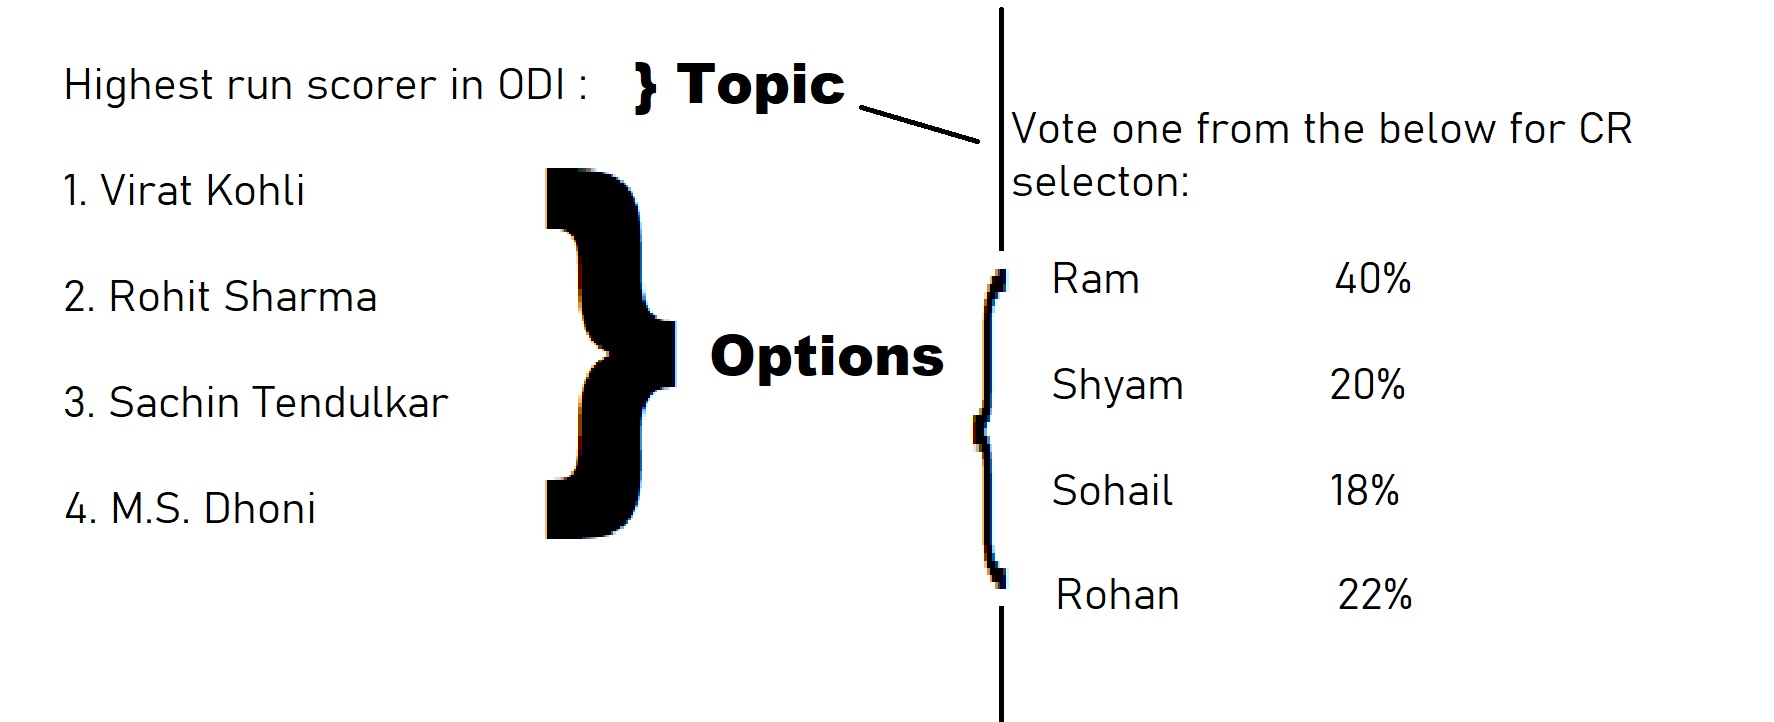 Highest run scorer in ODI : } Topic
1. Virat Kohli
2. Rohit Sharma
3. Sachin Tendulkar
4. M.S. Dhoni
Options
Vote one from the below for CR
selecton:
Ram 40%
Shyam 20%
Sohail 18%
Rohan 22%